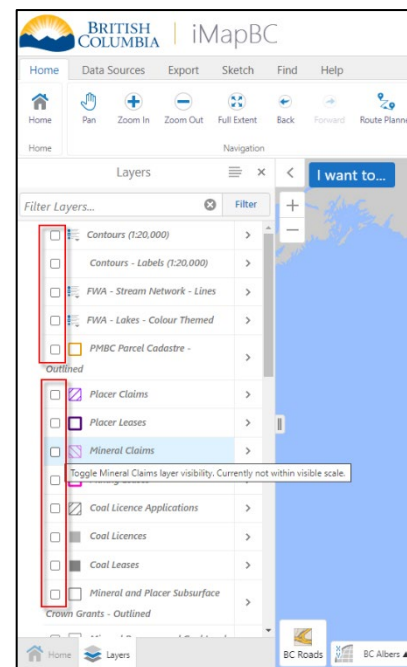 BRITISH
COLUMBIA
iMapBC
Home Data Sources Export Sketch Find Help
Home Pan Zoom In Zoom Out Full Extent Back Forward Route Planne
Home Navigation
Layers
I want to...
Filter Layers... Filter
Contours (1:20,000)
Contours - Labels (1:20,000)
FWA - Stream Network - Lines
FWA - Lakes - Colour Themed
PMBC Parcel Cadastre -
Outlined
Placer Claims
Placer Leases
Mineral Claims
Toggle Mineral Claims layer visibility. Currently not within visible scale.
Coal Licence Applications
Coal Licences
Coal Leases
Mineral and Placer Subsurface
Crown Grants - Outlined
Home Layers
BC Roads BC Albers